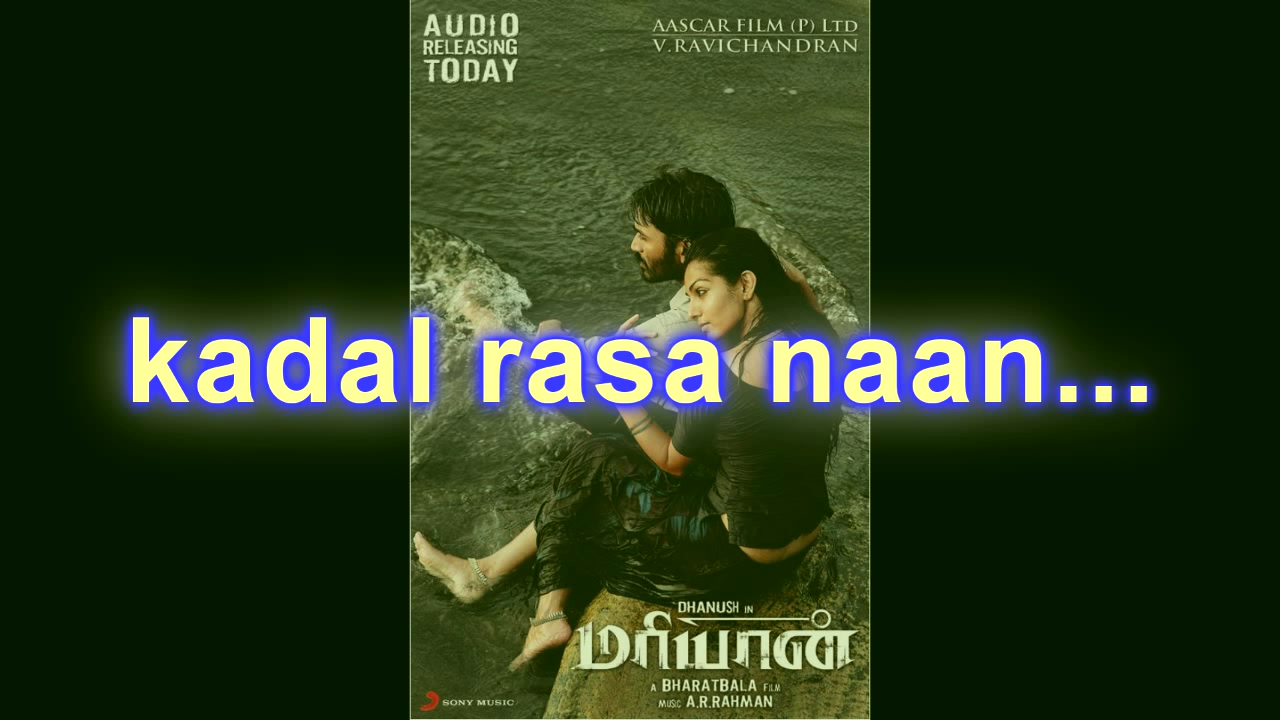 AUDIO
RELEASING
TODAY
AASCAR FILM (P) LTD
V.RAVICHANDRAN
kadal rasa naan...
DHANUSH IN
மரியான்
A BHARATBALA FILM
MUSIC A.R.RAHMAN
SONY MUSIC